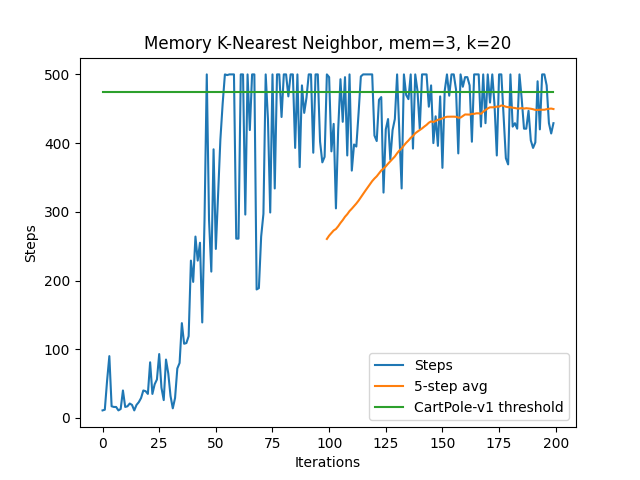 Memory K-Nearest Neighbor, mem=3, k=20
500
400
300
200
100
0
Steps
0 25 50 75 100 125 150 175 200
Iterations
Steps
5-step avg
CartPole-v1 threshold